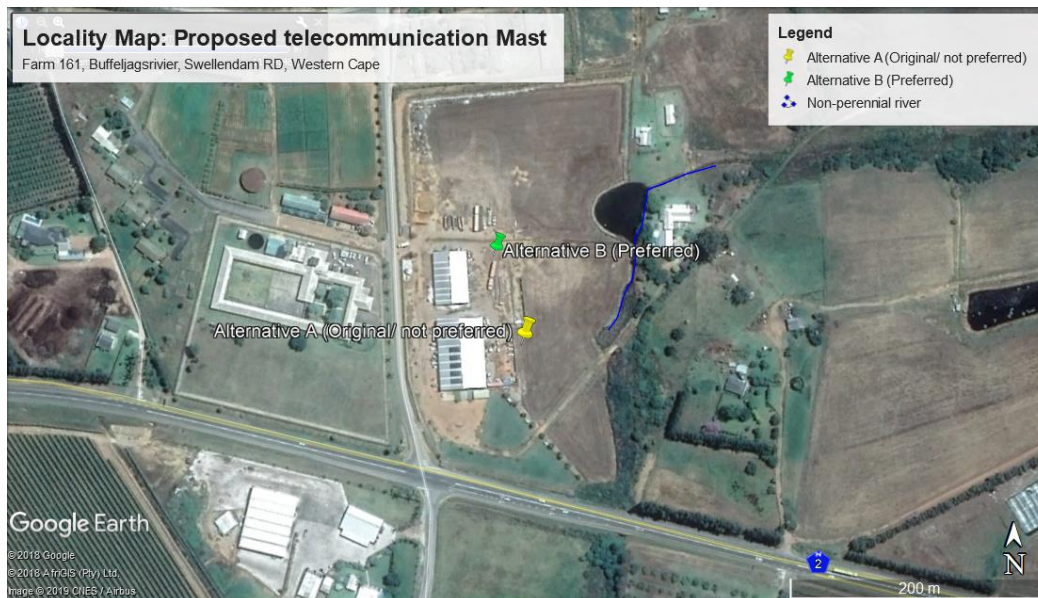 Locality Map: Proposed telecommunication Mast
Farm 161, Buffeljagsrivier, Swellendam RD, Western Cape
Legend
Alternative A (Original/ not preferred)
Alternative B (Preferred)
Non-perennial river
Alternative B (Preferred)
Alternative A (Original/ not preferred)
Google Earth
© 2018 Google
© 2018 AfriGIS (Pty) Ltd.
Image © 2019 CNES / Airbus
N
2
N
200 m